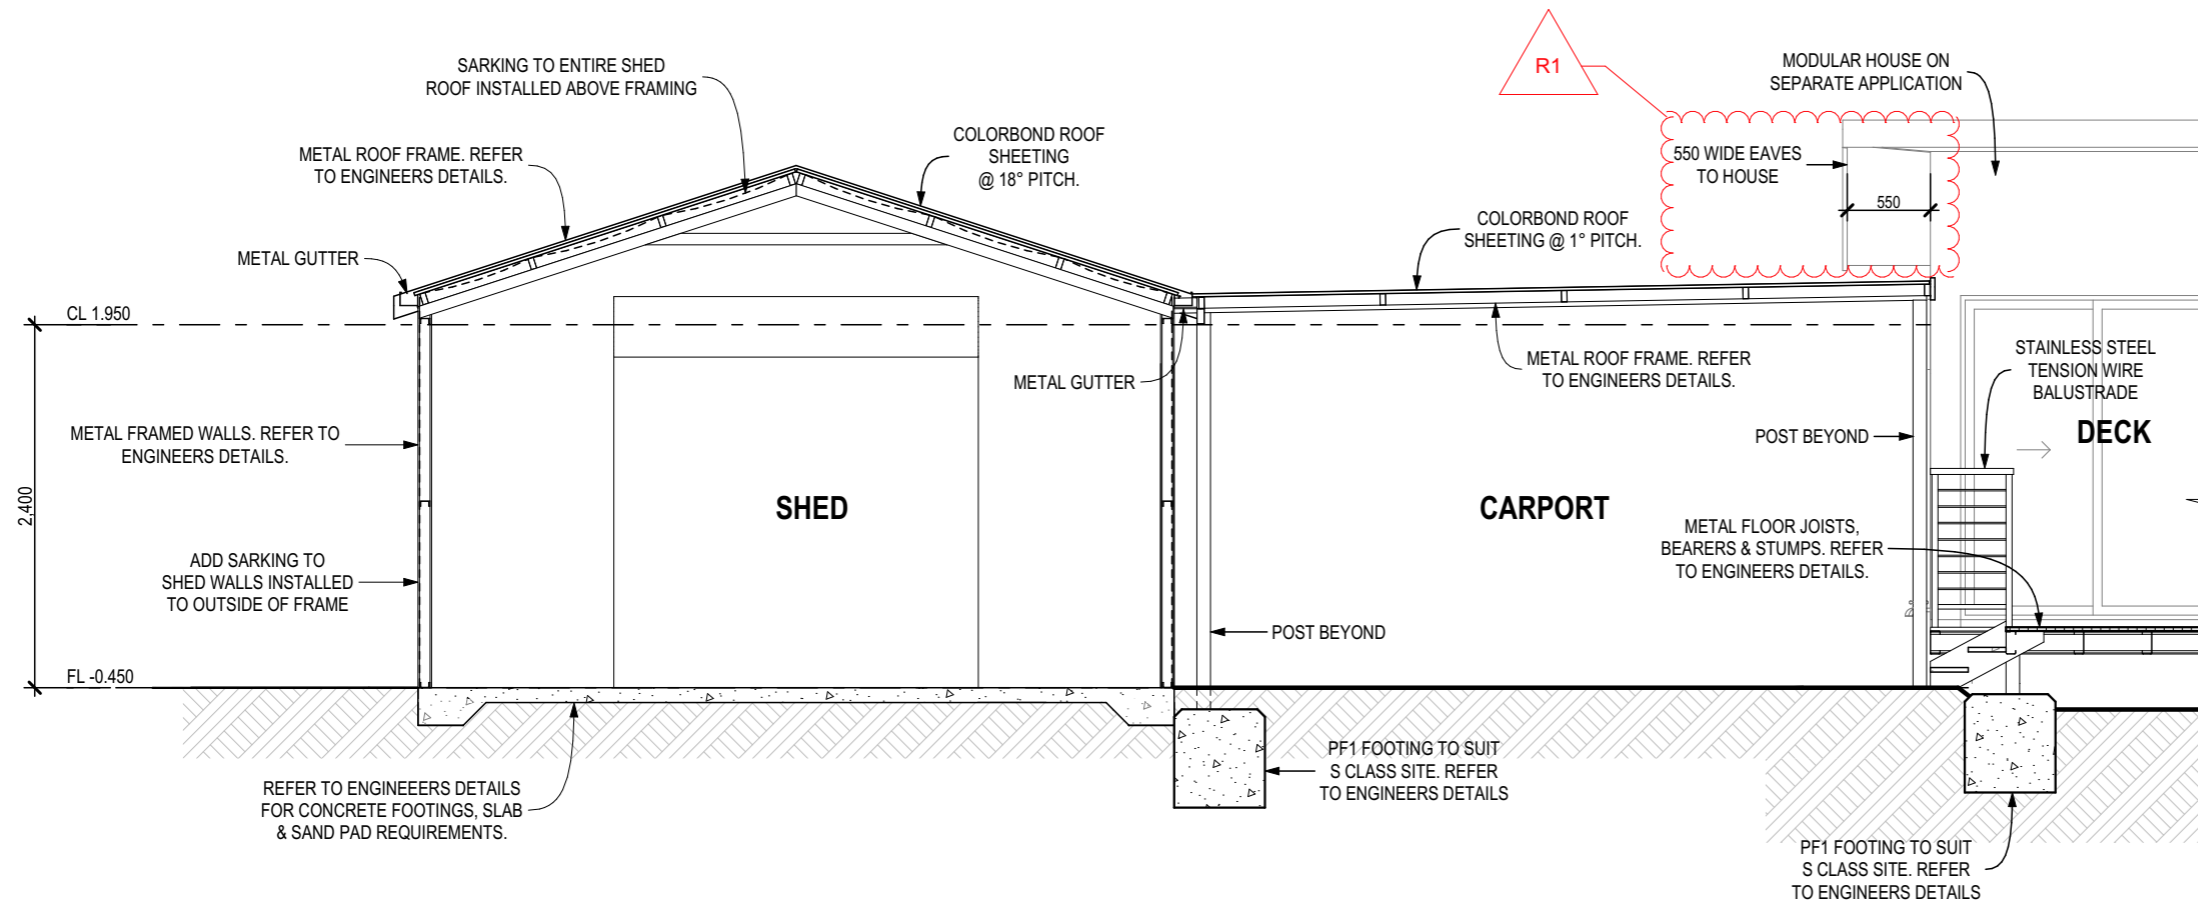 SARKING TO ENTIRE SHED
ROOF INSTALLED ABOVE FRAMING
METAL ROOF FRAME. REFER
TO ENGINEERS DETAILS.
METAL GUTTER
COLORBOND ROOF
SHEETING
@ 18° PITCH.
R1
MODULAR HOUSE ON
SEPARATE APPLICATION
550 WIDE EAVES
TO HOUSE
550
COLORBOND ROOF
SHEETING @ 1° PITCH.
CL 1.950
METAL GUTTER
METAL ROOF FRAME. REFER
TO ENGINEERS DETAILS.
STAINLESS STEEL
TENSION WIRE
BALUSTRADE
DECK
METAL FRAMED WALLS. REFER TO
ENGINEERS DETAILS.
POST BEYOND
2,400
SHED
CARPORT
METAL FLOOR JOISTS,
BEARERS & STUMPS. REFER
TO ENGINEERS DETAILS.
ADD SARKING TO
SHED WALLS INSTALLED
TO OUTSIDE OF FRAME
POST BEYOND
FL -0.450
REFER TO ENGINEEERS DETAILS
FOR CONCRETE FOOTINGS, SLAB
& SAND PAD REQUIREMENTS.
PF1 FOOTING TO SUIT
S CLASS SITE. REFER
TO ENGINEERS DETAILS
PF1 FOOTING TO SUIT
S CLASS SITE. REFER
TO ENGINEERS DETAILS